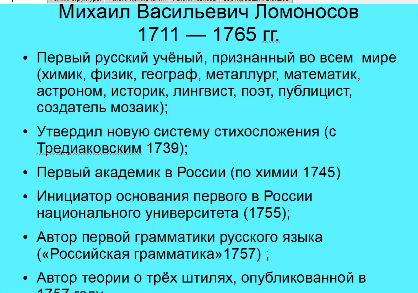 Михаил Васильевич Ломоносов
1711 — 1765 гг.
• Первый русский учёный, признанный во всем мире
(химик, физик, географ, металлург, математик,
астроном, историк, лингвист, поэт, публицист,
создатель мозаик);
• Утвердил новую систему стихосложения (с
Тредиаковским 1739);
• Первый академик в России (по химии 1745)
• Инициатор основания первого в России
национального университета (1755);
• Автор первой грамматики русского языка
(«Российская грамматика»1757) ;
• Автор теории о трёх штилях, опубликованной в
1757 году